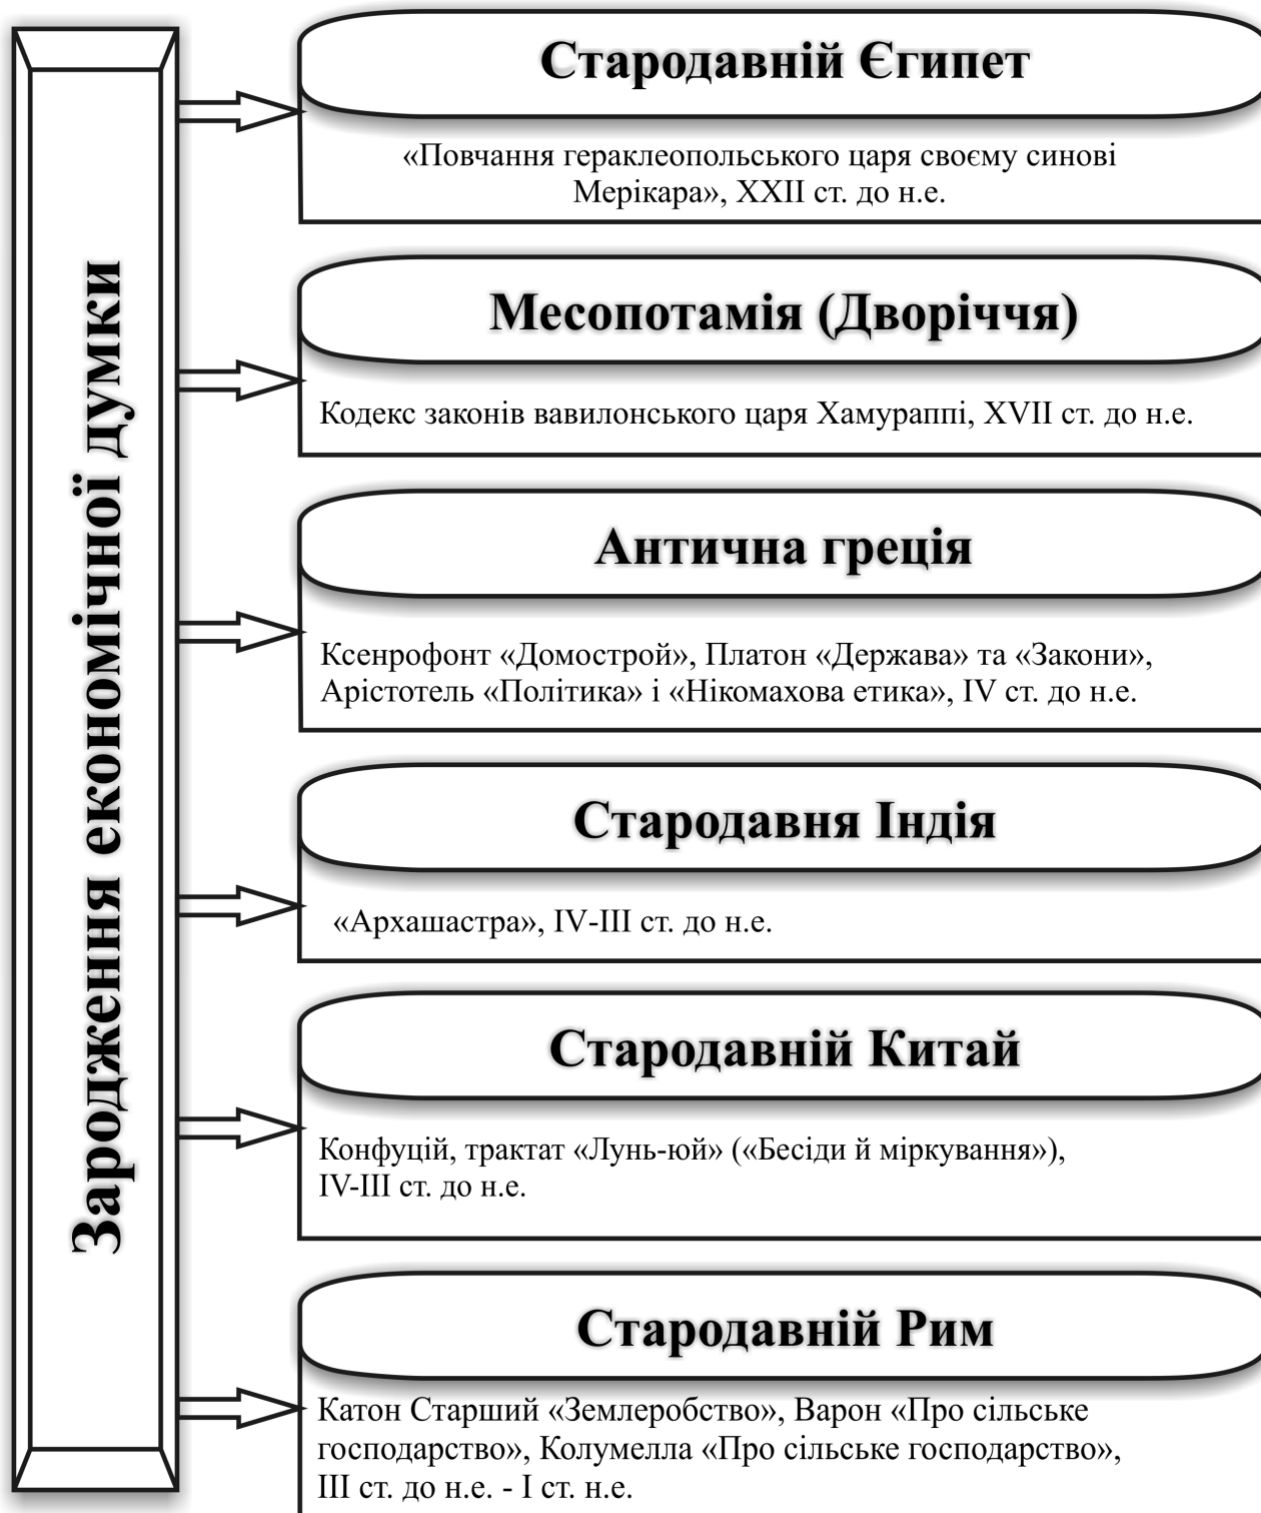 Зародження економічної думки
Стародавній Єгипет
«Повчання гераклеопольського царя своєму синові
Мерікара», XXII ст. до н.е.
Месопотамія (Дворіччя)
Кодекс законів вавилонського царя Хамураппі, XVII ст. до н.е.
Антична греція
Ксенрофонт «Домострой», Платон «Держава» та «Закони»,
Арістотель «Політика» і «Нікомахова етика», IV ст. до н.е.
Стародавня Індія
«Архашастра», IV-III ст. до н.е.
Стародавній Китай
Конфуцій, трактат «Лунь-юй» («Бесіди й міркування»),
IV-III ст. до н.е.
Стародавній Рим
Катон Старший «Землеробство», Варон «Про сільське
господарство», Колумелла «Про сільське господарство»,
III ст. до н.е. - I ст. н.е.